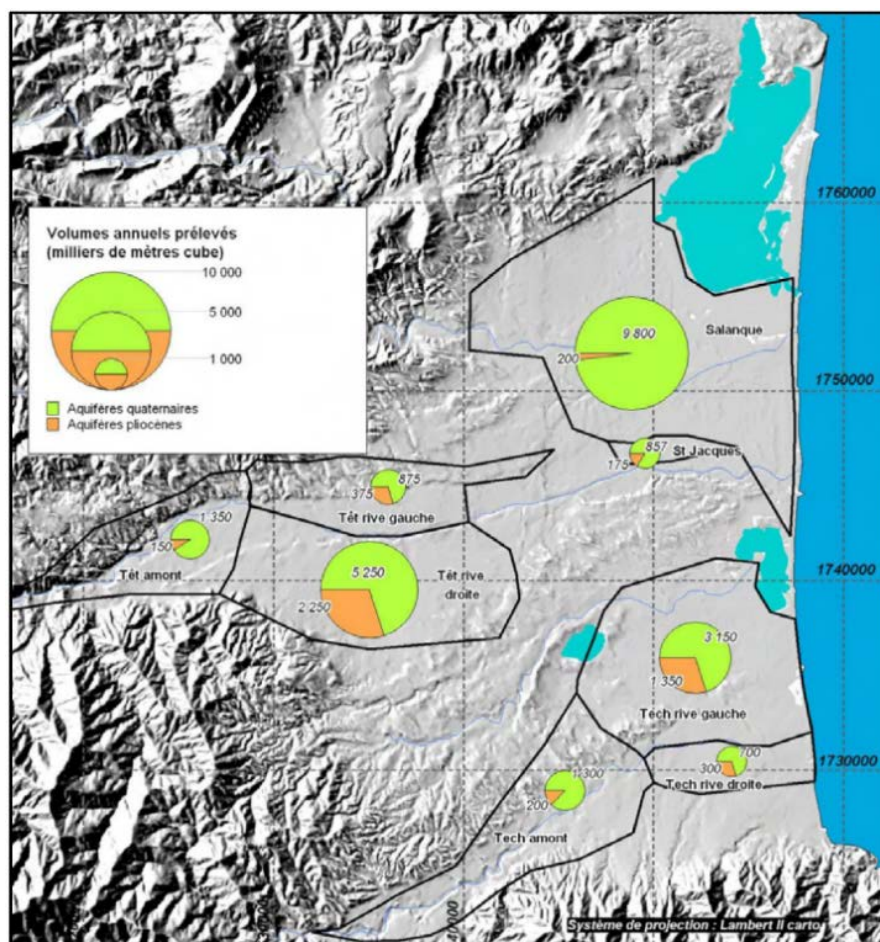 Volumes annuels prélevés
(milliers de mètres cube)
10 000
5 000
1 000
Aquifères quaternaires
Aquifères pliocènes
1760000
9 800
Salanque
200
1750000
857
St Jacques
175
875
375
Têt rive gauche
1 350
150
Têt amont
5 250
Têt rive
droite
2 250
1740000
3 150
1 350
Tech rive gauche
700
300
Tech rive droite
1730000
1 300
200
Tech amont
Système de projection : Lambert II carto